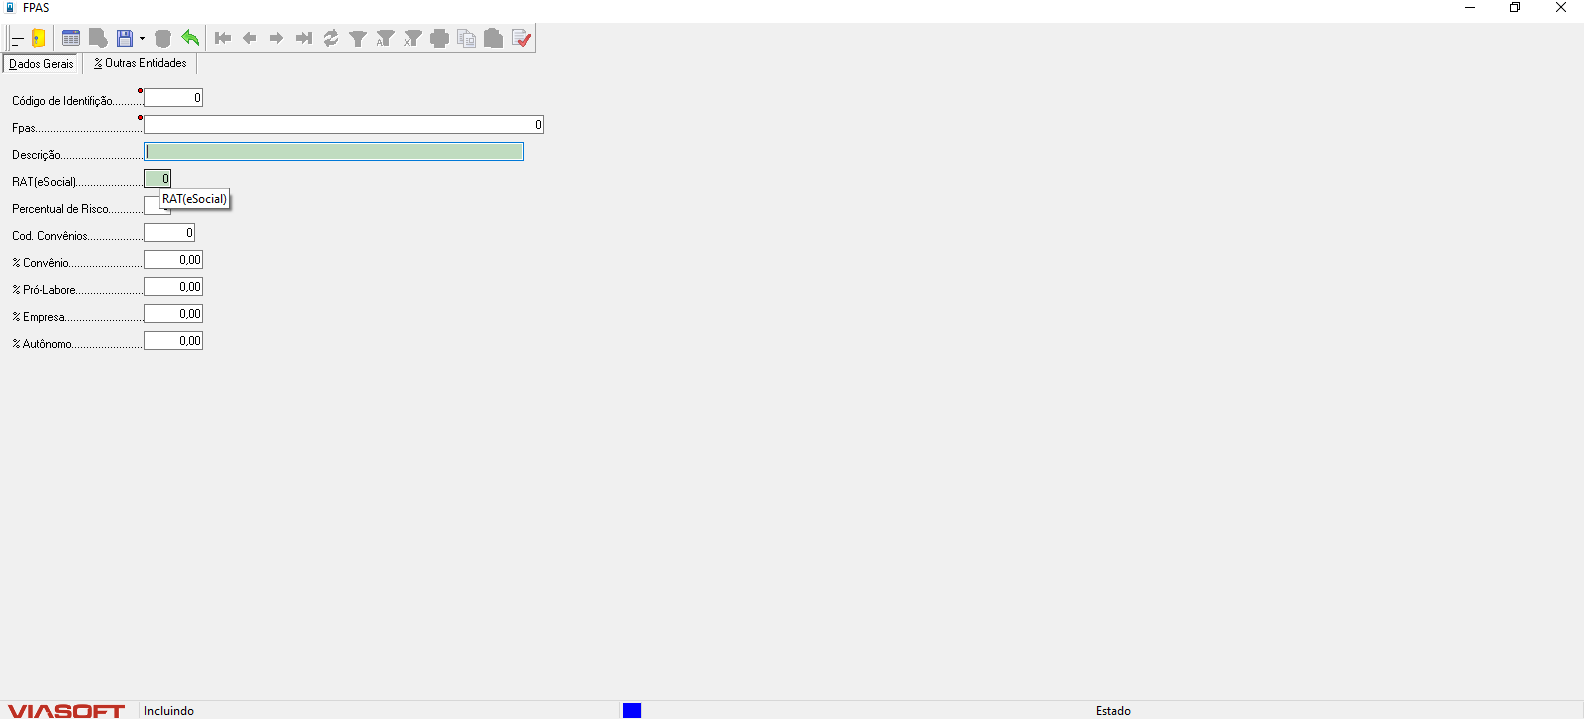 FPAS
Dados Gerais
% Outras Entidades
Código de Identifição........... 0
Fpas.................................... 0
Descrição............................
RAT(eSocial)....................... 0
RAT(eSocial)
Percentual de Risco............
Cod. Convênios................... 0
% Convênio......................... 0,00
% Pró-Labore....................... 0,00
% Empresa.......................... 0,00
% Autônomo........................ 0,00
VIASOFT
Incluindo
Estado